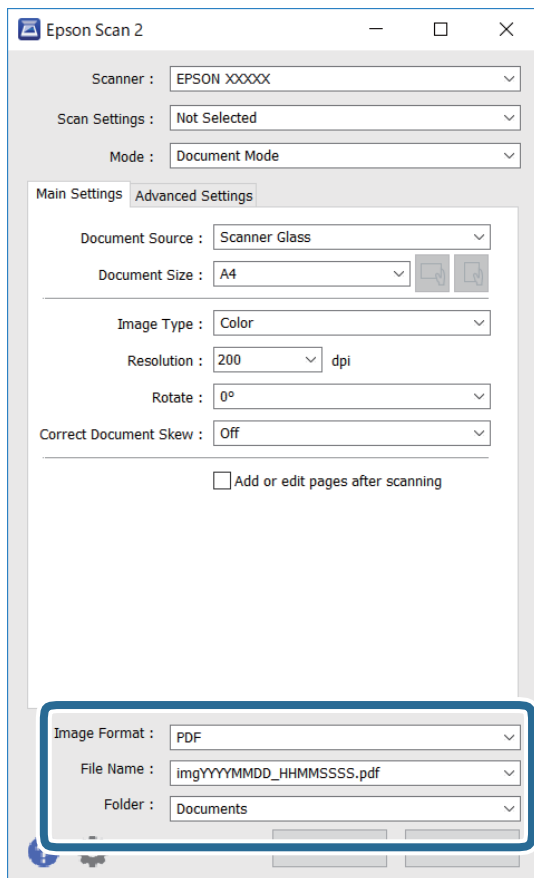 Epson Scan 2
Scanner : EPSON XXXXX
Scan Settings : Not Selected
Mode : Document Mode
Main Settings Advanced Settings
Document Source : Scanner Glass
Document Size : A4
Image Type : Color
Resolution : 200 dpi
Rotate : 0°
Correct Document Skew : Off
Add or edit pages after scanning
Image Format : PDF
File Name : imgYYYYMMDD_HHMMSSSS.pdf
Folder : Documents